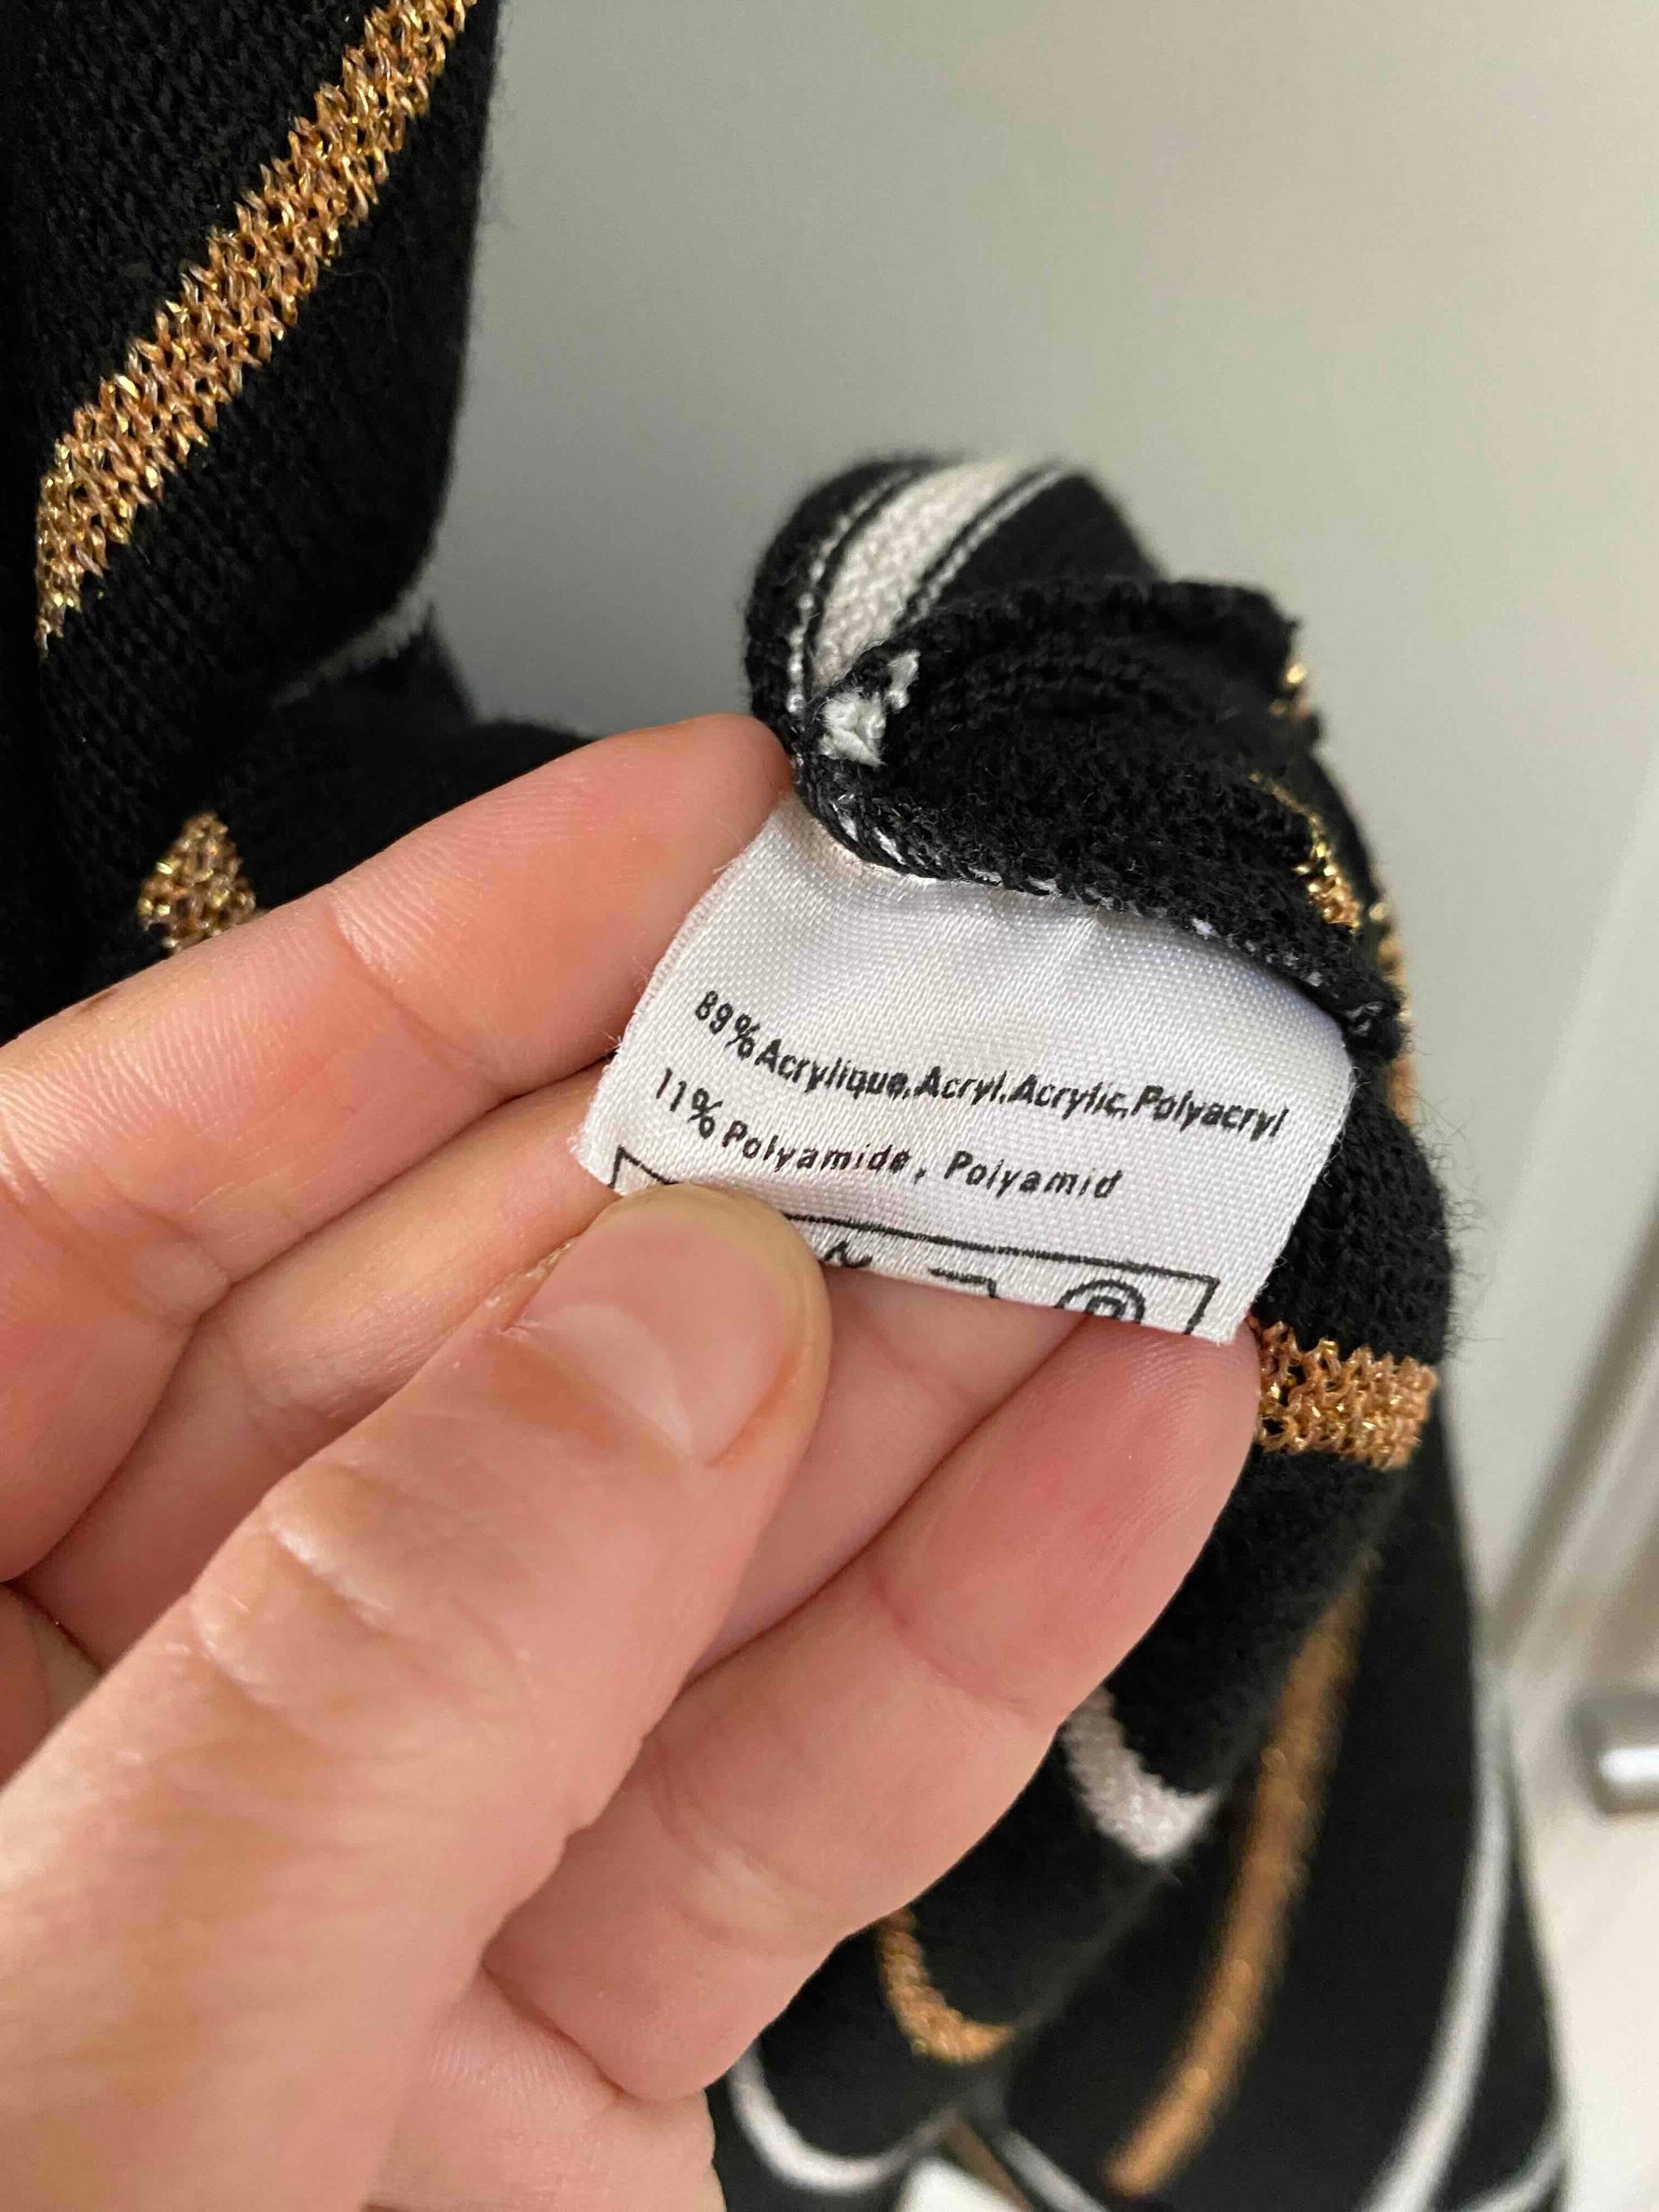 89% Acrylique,Acryl,Acrylic,Polyacryl
11% Polyamide, Polyamid
P